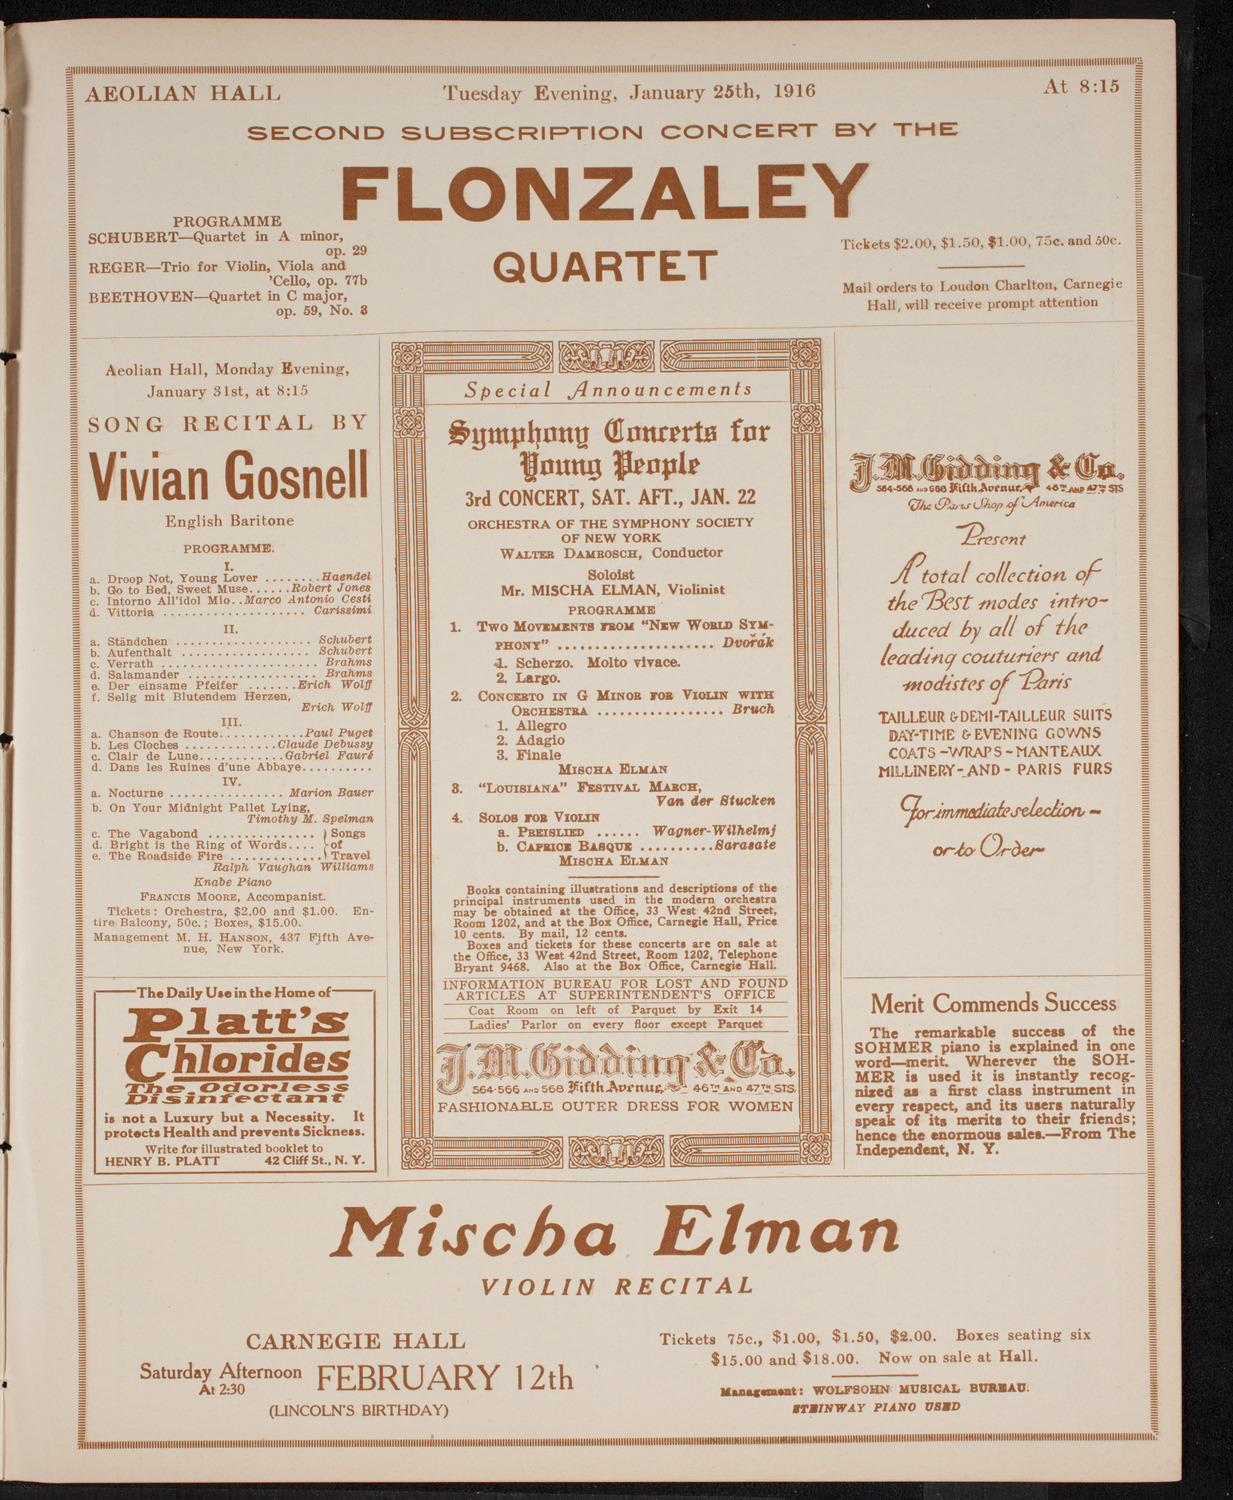 AEOLIAN HALL Tuesday Evening, January 25th, 1916 At 8:15
SECOND SUBSCRIPTION CONCERT BY THE
FLONZALEY
QUARTET
PROGRAMME
SCHUBERT—Quartet in A minor,
op. 29
REGER—Trio for Violin, Viola and
'Cello, op. 77b
BEETHOVEN—Quartet in C major,
op. 59, No. 3
Tickets $2.00, $1.50, $1.00, 75c. and 50c.
Mail orders to Loudon Charlton, Carnegie
Hall, will receive prompt attention
Aeolian Hall, Monday Evening,
January 31st, at 8:15
SONG RECITAL BY
Vivian Gosnell
English Baritone
PROGRAMME.
I.
a. Droop Not, Young Lover ........Haendel
b. Go to Bed, Sweet Muse......Robert Jones
c. Intorno All'idol Mio..Marco Antonio Cesti
d. Vittoria .................... Carissimi
II.
a. Ständchen ................... Schubert
b. Aufenthalt .................. Schubert
c. Verrath ..................... Brahms
d. Salamander .................. Brahms
e. Der einsame Pfeifer .......Erich Wolff
f. Selig mit Blutendem Herzen,
Erich Wolff
III.
a. Chanson de Route............Paul Puget
b. Les Cloches .............Claude Debussy
c. Clair de Lune............Gabriel Fauré
d. Dans les Ruines d'une Abbaye..........
IV.
a. Nocturne ................ Marion Bauer
b. On Your Midnight Pallet Lying,
Timothy M. Spelman
c. The Vagabond ............... } Songs
d. Bright is the Ring of Words.... } of
e. The Roadside Fire ............. } Travel
Ralph Vaughan Williams
Knabe Piano
FRANCIS MOORE, Accompanist.
Tickets: Orchestra, $2.00 and $1.00. En-
tire Balcony, 50c.; Boxes, $15.00.
Management M. H. HANSON, 437 Fifth Ave-
nue, New York.
The Daily Use in the Home of
Platt's
Chlorides
The Odorless
Disinfectant
is not a Luxury but a Necessity. It
protects Health and prevents Sickness.
Write for illustrated booklet to
HENRY B. PLATT 42 Cliff St., N. Y.
Special Announcements
Symphony Concerts for
Young People
3rd CONCERT, SAT. AFT., JAN. 22
ORCHESTRA OF THE SYMPHONY SOCIETY
OF NEW YORK
WALTER DAMROSCH, Conductor
Soloist
Mr. MISCHA ELMAN, Violinist
PROGRAMME
1. TWO MOVEMENTS FROM "NEW WORLD SYM-
PHONY" .................... Dvořák
1. Scherzo. Molto vivace.
2. Largo.
2. CONCERTO IN G MINOR FOR VIOLIN WITH
ORCHESTRA ................ Bruch
1. Allegro
2. Adagio
3. Finale
MISCHA ELMAN
3. "LOUISIANA" FESTIVAL MARCH,
Van der Stucken
4. SOLOS FOR VIOLIN
a. PREISLIED ...... Wagner-Wilhelmj
b. CAPRICE BASQUE ..........Sarasate
MISCHA ELMAN
Books containing illustrations and descriptions of the
principal instruments used in the modern orchestra
may be obtained at the Office, 33 West 42nd Street,
Room 1202, and at the Box Office, Carnegie Hall, Price
10 cents. By mail, 12 cents.
Boxes and tickets for these concerts are on sale at
the Office, 33 West 42nd Street, Room 1202, Telephone
Bryant 9468. Also at the Box Office, Carnegie Hall.
INFORMATION BUREAU FOR LOST AND FOUND
ARTICLES AT SUPERINTENDENT'S OFFICE
Coat Room on left of Parquet by Exit 14
Ladies' Parlor on every floor except Parquet
J.M. Gidding & Co.
564-566 AND 568 Fifth Avenue, 46TH AND 47TH STS.
FASHIONABLE OUTER DRESS FOR WOMEN
J.M. Gidding & Co.
564-566 AND 568 Fifth Avenue, 46TH AND 47TH STS
The Paris Shop of America
Present
A total collection of
the Best modes intro-
duced by all of the
leading couturiers and
modistes of Paris
TAILLEUR & DEMI-TAILLEUR SUITS
DAY-TIME & EVENING GOWNS
COATS - WRAPS - MANTEAUX
MILLINERY - AND - PARIS FURS
For immediate selection —
or to Order
Merit Commends Success
The remarkable success of the
SOHMER piano is explained in one
word—merit. Wherever the SOH-
MER is used it is instantly recog-
nized as a first class instrument in
every respect, and its users naturally
speak of its merits to their friends;
hence the enormous sales.—From The
Independent, N. Y.
Mischa Elman
VIOLIN RECITAL
CARNEGIE HALL
Saturday Afternoon
At 2:30
FEBRUARY 12th
(LINCOLN'S BIRTHDAY)
Tickets 75c., $1.00, $1.50, $2.00. Boxes seating six
$15.00 and $18.00. Now on sale at Hall.
Management: WOLFSOHN MUSICAL BUREAU.
STEINWAY PIANO USED